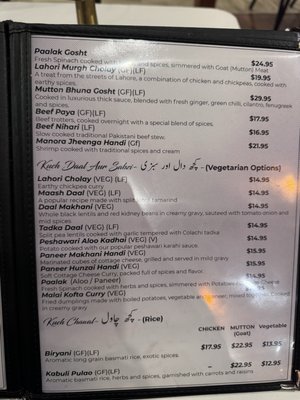 Paalak Gosht
Fresh Spinach cooked with and spices, simmered with Goat (Mutton) Meat $24.95
Lahori Murgh Cholay (GF)(LF) $19.95
A treat from the streets of Lahore, a combination of chicken and chickpeas, cooked with
earthy spices.
Mutton Bhuna Gosht (GF)(LF) $29.95
Cooked in luxurious thick sauce, blended with fresh ginger, green chili, cilantro, fenugreek
and spices.
Beef Paya (GF)(LF) $17.95
Beef trotters, cooked overnight with a special blend of spices.
Beef Nihari (LF) $16.95
Slow cooked traditional Pakistani beef stew.
Manora Jheenga Handi (Gf) $21.95
Shrimp cooked with traditional spices and cream
Kuch Daal Aur Sabzi- کچھ دال اور سبزی - (Vegetarian Options)
Lahori Cholay (VEG) (LF) $14.95
Earthy chickpea curry
Maash Daal (VEG) (LF) $14.95
A popular recipe made with split and tamarind
Daal Makhani (VEG) $14.95
Whole black lentils and red kidney beans in creamy gravy, sauteed with tomato-onion and
mild spices.
Tadka Daal (VEG) (LF) $14.95
Split pea lentils cooked with garlic tempered with Colachi tadka
Peshawari Aloo Kadhai (VEG) (V) $14.95
Potato cooked with our popular peshawari karahi sauce.
Paneer Makhani Handi (VEG) $15.95
Marinated cubes of cottage cheese, grilled and served in mild gravy
Paneer Hunzai Handi (VEG) $15.95
Soft Cottage Cheese Curry, packed full of spices and flavor.
Paalak (Aloo / Paneer) $14.95
Fresh Spinach cooked with herbs and spices, simmered with Potatoes Cheese
Malai Kofta Curry (VEG) $15.95
Fried dumplings made with boiled potatoes, vegetable and paneer, mixed together, cooked
in creamy gravy
Kuch Chawal- کچھ چاول - (Rice)
CHICKEN MUTTON Vegetable
(Goat)
Biryani (GF)(LF) $17.95 $22.95 $13.95
Aromatic long grain basmati rice, exotic spices.
Kabuli Pulao (GF)(LF) - $22.95 $12.95
Aromatic basmati rice, herbs and spices, garnished with carrots and raisins